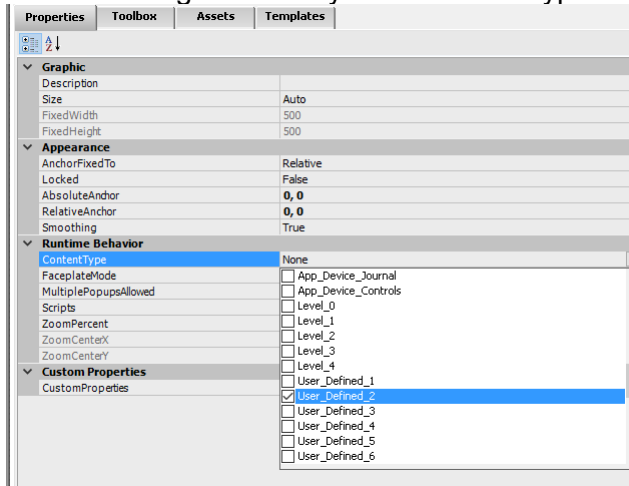 Properties Toolbox Assets Templates
Graphic
Description
Size Auto
FixedWidth 500
FixedHeight 500
Appearance
AnchorFixedTo Relative
Locked False
AbsoluteAnchor 0, 0
RelativeAnchor 0, 0
Smoothing True
Runtime Behavior
ContentType None
FaceplateMode App_Device_Journal
MultiplePopupsAllowed App_Device_Controls
Scripts Level_0
ZoomPercent Level_1
ZoomCenterX Level_2
ZoomCenterY Level_3
Custom Properties Level_4
CustomProperties User_Defined_1
User_Defined_2
User_Defined_3
User_Defined_4
User_Defined_5
User_Defined_6